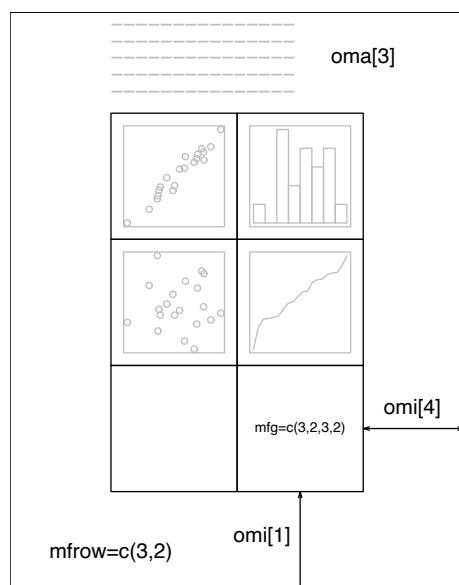 oma[3]
mfg=c(3,2,3,2)
omi[4]
omi[1]
mfrow=c(3,2)